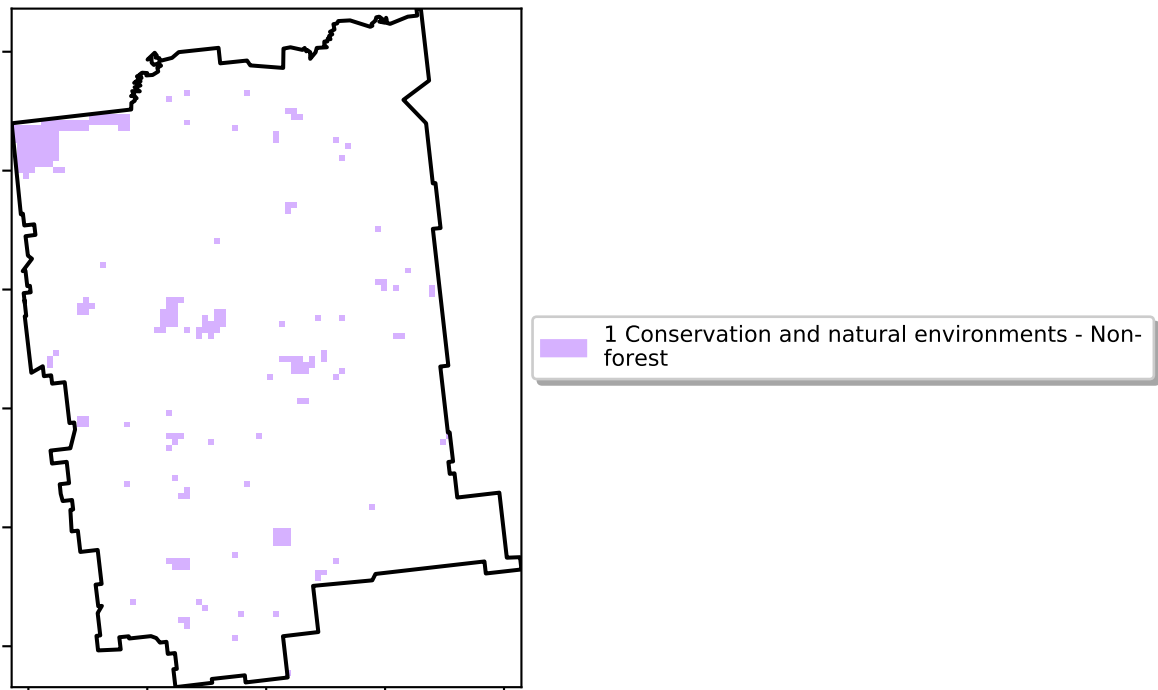 1 Conservation and natural environments - Non-
forest